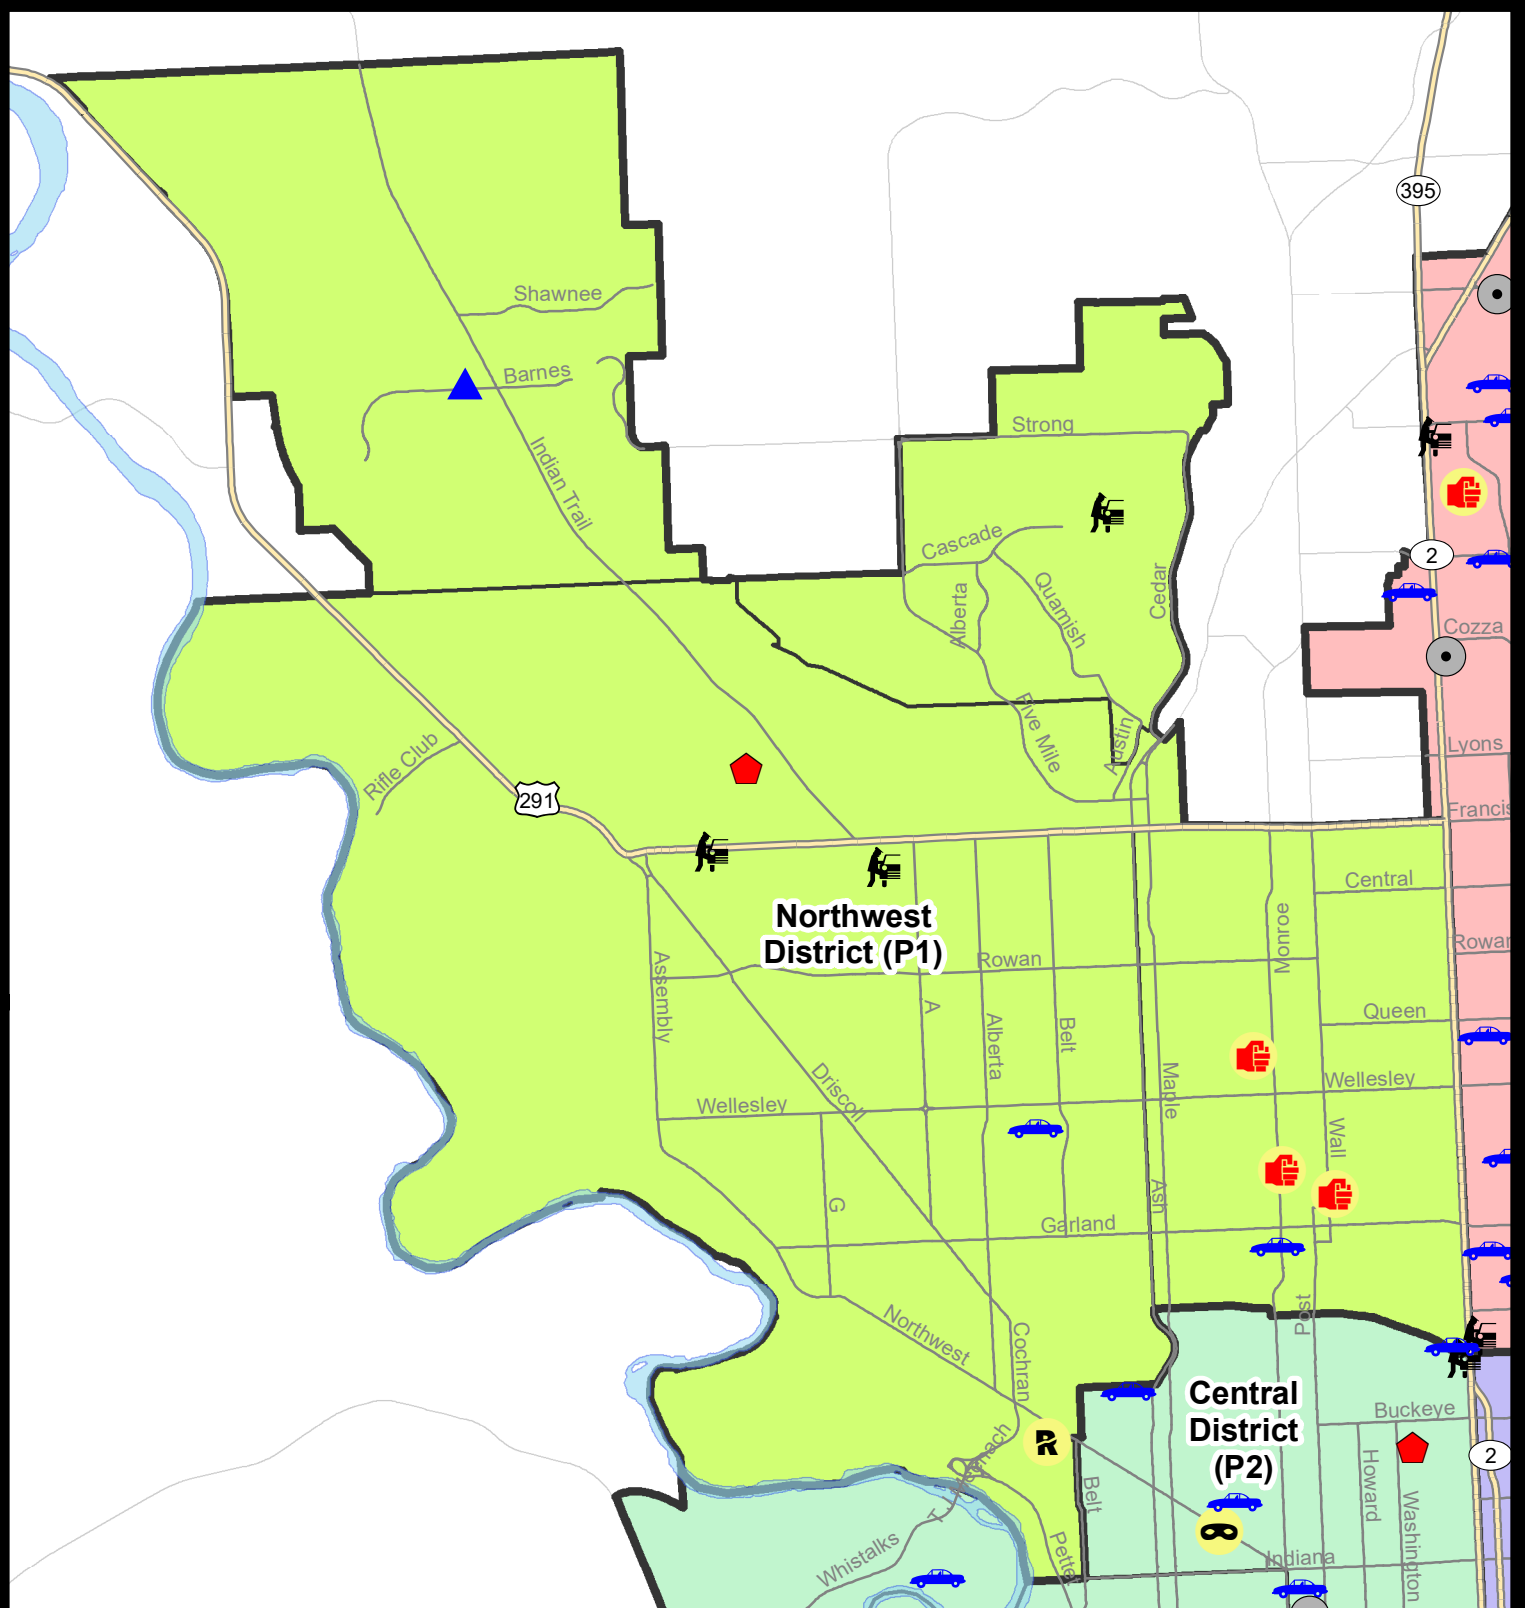 395
Shawnee
Barnes
Strong
Indian Trail
Cascade
2
Alberta
Quamish
Cedar
Cozza
Five Mile
Austin
Lyons
Rifle Club
291
Francis
Central
Northwest
District (P1)
Monroe
Rowan
Rowan
Assembly
A
Alberta
Belt
Queen
Driscoll
Maple
Wellesley
Wellesley
Wall
G
Ash
Garland
Northwest
Cochran
Post
Central
District
(P2)
Buckeye
2
Belt
Howard
Washington
Whistalks
Indiana